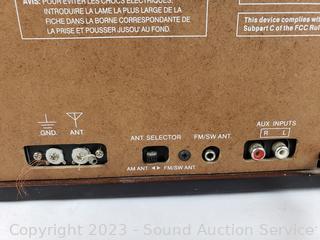 AVIS: POUR EVITER LES CHOCS ELECTRIQUES,
INTRODUIRE LA LAME LA PLUS LARGE DE LA
FICHE DANS LA BORNE CORRESPONDANTE DE
LA PRISE ET POUSSER JUSQU'AU FOND.
This device complies wi
Subpart C of the FCC Rul
GND. ANT.
ANT SELECTOR
FM/SW ANT.
AUX INPUTS
R L
AM ANT ◄► FM/SW ANT.
Copyright 2023 - Sound Auction Service